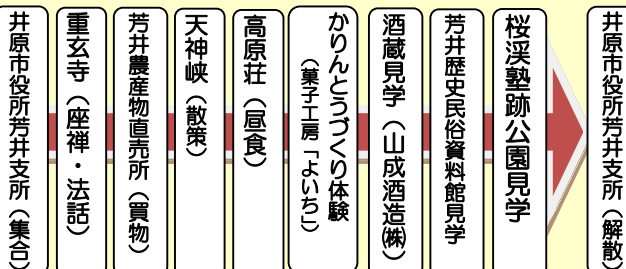 井原市役所芳井支所（集合）
重玄寺（座禅・法話）
芳井農産物直売所（買物）
天神峡（散策）
高原荘（昼食）
かりんとうづくり体験
（菓子工房「よいち」）
酒蔵見学（山成酒造㈱）
芳井歴史民俗資料館見学
桜渓塾跡公園見学
井原市役所芳井支所（解散）